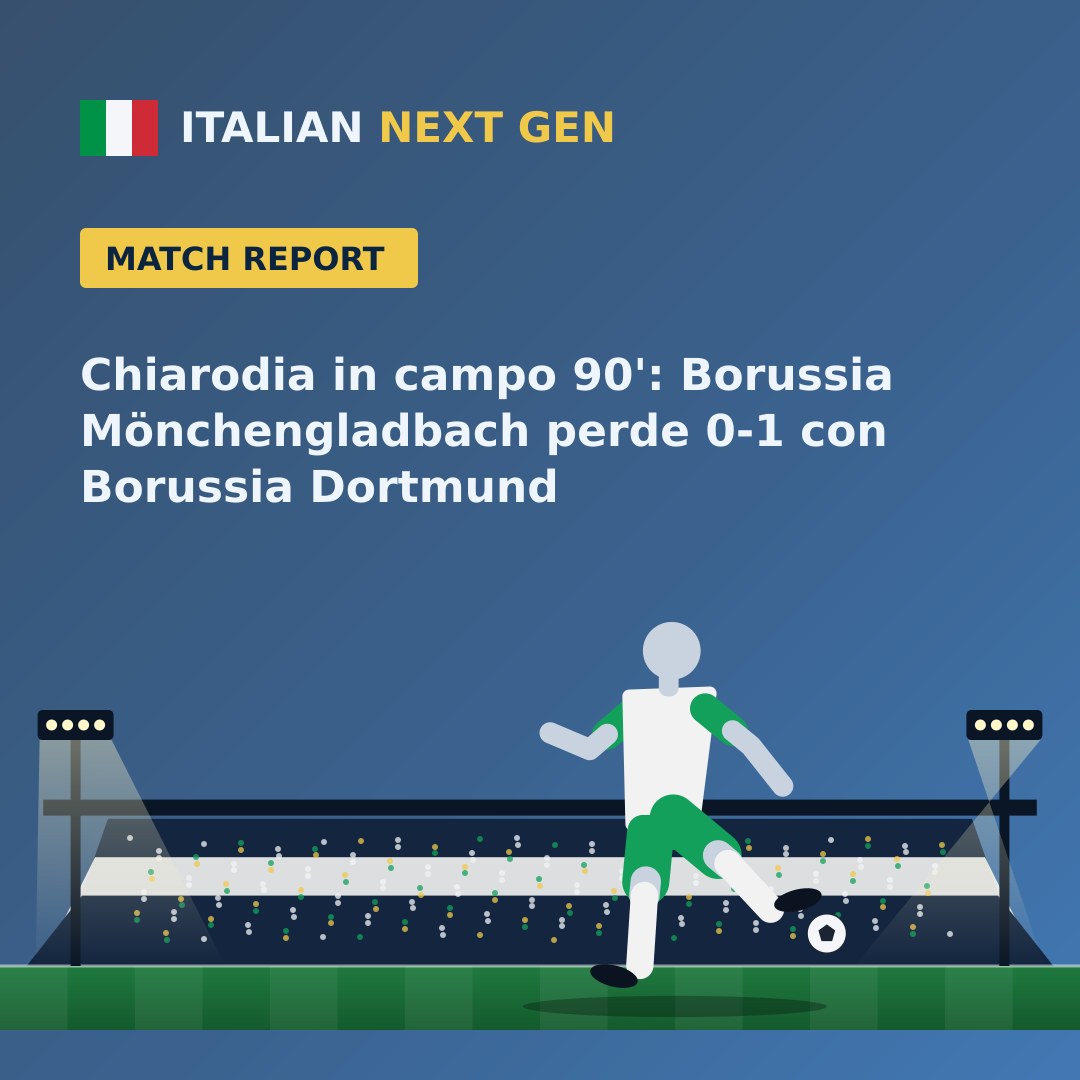 ITALIAN NEXT GEN
MATCH REPORT
Chiarodia in campo 90': Borussia
Mönchengladbach perde 0-1 con
Borussia Dortmund